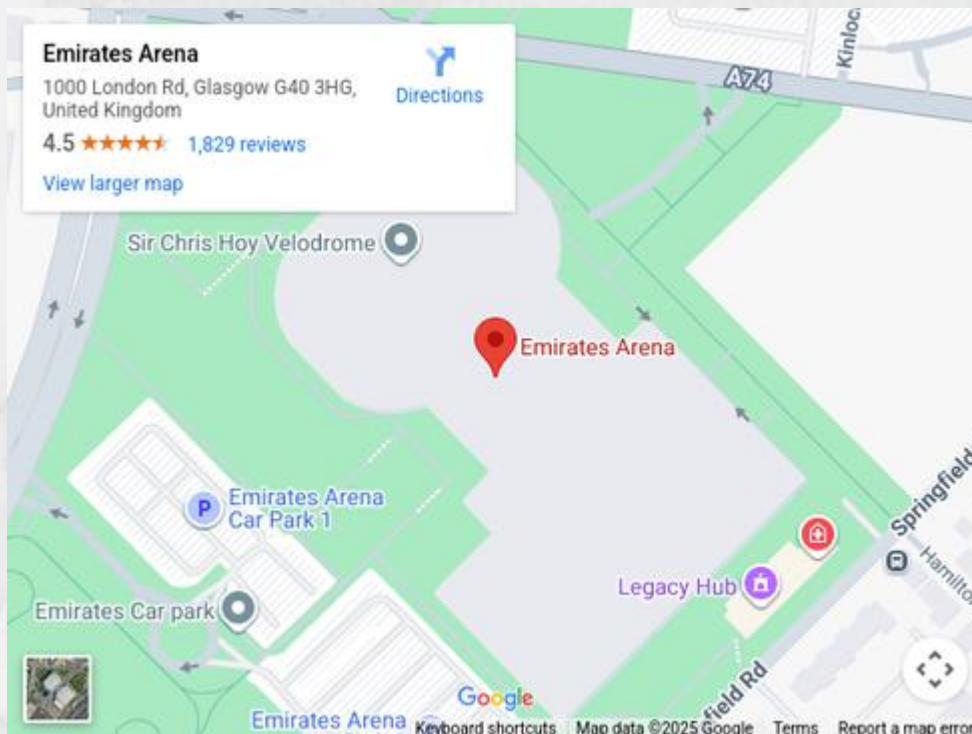 Emirates Arena
1000 London Rd, Glasgow G40 3HG,
United Kingdom
Directions
4.5
1,829 reviews
View larger map
A74
Kinloc
Sir Chris Hoy Velodrome
Emirates Arena
P
Emirates Arena
Car Park 1
Springfield
Hamilto
Legacy Hub
Emirates Car park
field Rd
Google
Emirates Arena
Keyboard shortcuts
Map data ©2025 Google
Terms
Report a map error